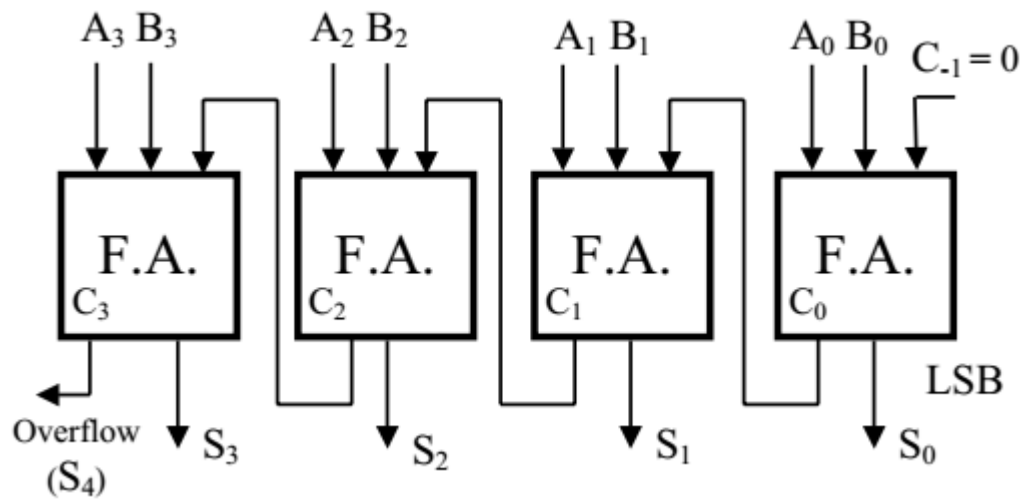 A₃ B₃ A₂ B₂ A₁ B₁ A₀ B₀ C₋₁ = 0
F.A. F.A. F.A. F.A.
C₃ C₂ C₁ C₀
LSB
Overflow S₃ S₂ S₁ S₀
(S₄)